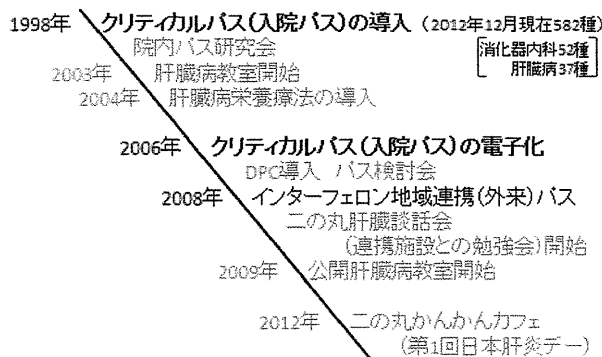 1998年 クリティカルパス(入院パス)の導入 (2012年12月現在582種)
院内パス研究会 消化器内科52種
2003年 肝臓病教室開始 肝臓病37種
2004年 肝臓病栄養療法の導入
2006年 クリティカルパス(入院パス)の電子化
DPC導入 パス検討会
2008年 インターフェロン地域連携(外来)パス
二の丸肝臓談話会
(連携施設との勉強会)開始
2009年 公開肝臓病教室開始
2012年 二の丸かんかんカフェ
(第1回日本肝炎デー)